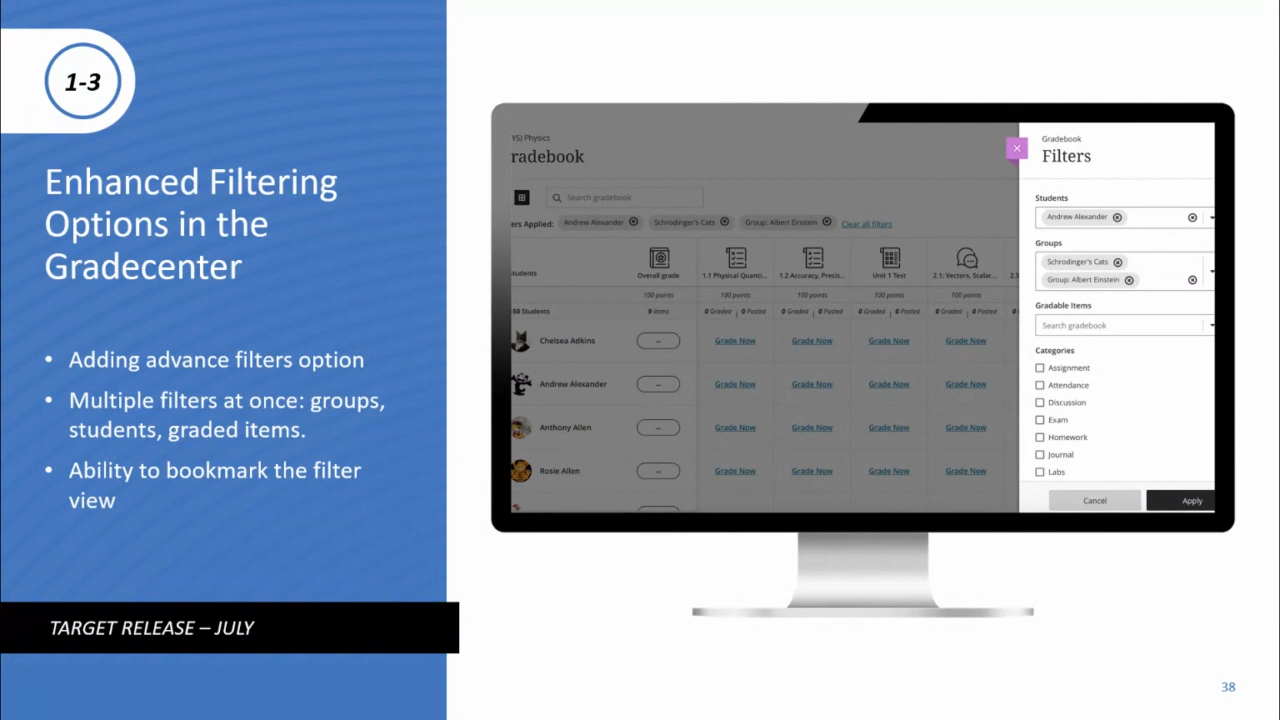 1-3
Enhanced Filtering
Options in the
Gradecenter
• Adding advance filters option
• Multiple filters at once: groups,
students, graded items.
• Ability to bookmark the filter
view
TARGET RELEASE – JULY
YS) Physics
radebook
Search gradebook
ers Applied: Andrew Alexander Schrodinger's Cats Group: Albert Einstein Clear all filters
Students Overall grade 1.1 Physical Quanti... 1.2 Accuracy, Precis... Unit 1 Test 2.1: Vectors, Scalar...
100 points 100 points 100 points 100 points 100 points
50 Students 9 items 0 Graded | 0 Posted 0 Graded | 0 Posted 0 Graded | 0 Posted 0 Graded | 0 Posted
Chelsea Adkins -- Grade Now Grade Now Grade Now Grade Now
Andrew Alexander -- Grade Now Grade Now Grade Now Grade Now
Anthony Allen -- Grade Now Grade Now Grade Now Grade Now
Rosie Allen -- Grade Now Grade Now Grade Now Grade Now
Gradebook
Filters
Students
Andrew Alexander
Groups
Schrodinger's Cats
Group: Albert Einstein
Gradable Items
Search gradebook
Categories
Assignment
Attendance
Discussion
Exam
Homework
Journal
Labs
Cancel Apply
38